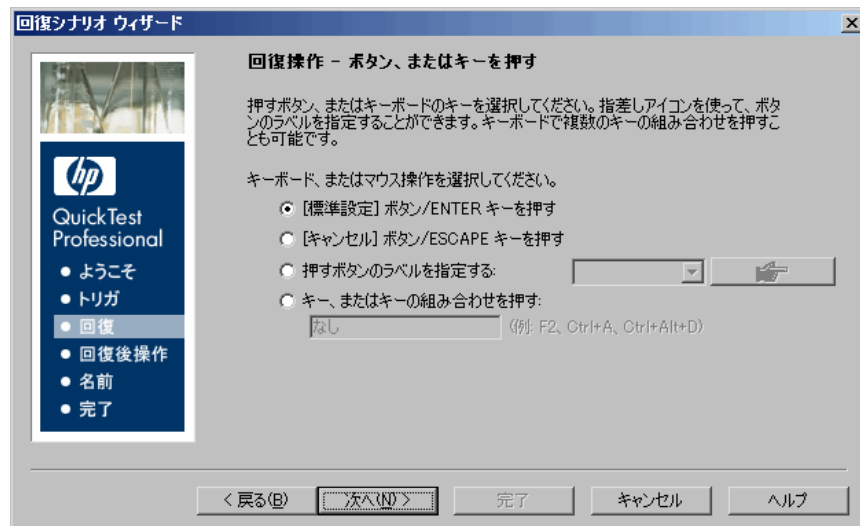 回復シナリオ ウィザード
回復操作 - ボタン、またはキーを押す
押すボタン、またはキーボードのキーを選択してください。指差しアイコンを使って、ボタ
ンのラベルを指定することができます。キーボードで複数のキーの組み合わせを押すこ
とも可能です。
hp
QuickTest
Professional
ようこそ
トリガ
回復
回復後操作
名前
完了
キーボード、またはマウス操作を選択してください。
[標準設定] ボタン/ENTER キーを押す
[キャンセル] ボタン/ESCAPE キーを押す
押すボタンのラベルを指定する:
キー、またはキーの組み合わせを押す:
なし (例: F2、Ctrl+A、Ctrl+Alt+D)
< 戻る(B) 次へ(N) > 完了 キャンセル ヘルプ